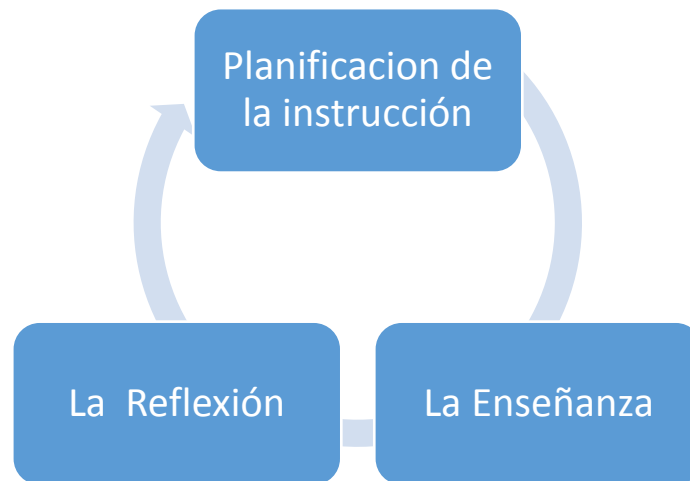 Planificacion de
la instrucción
La  Reflexión
La Enseñanza